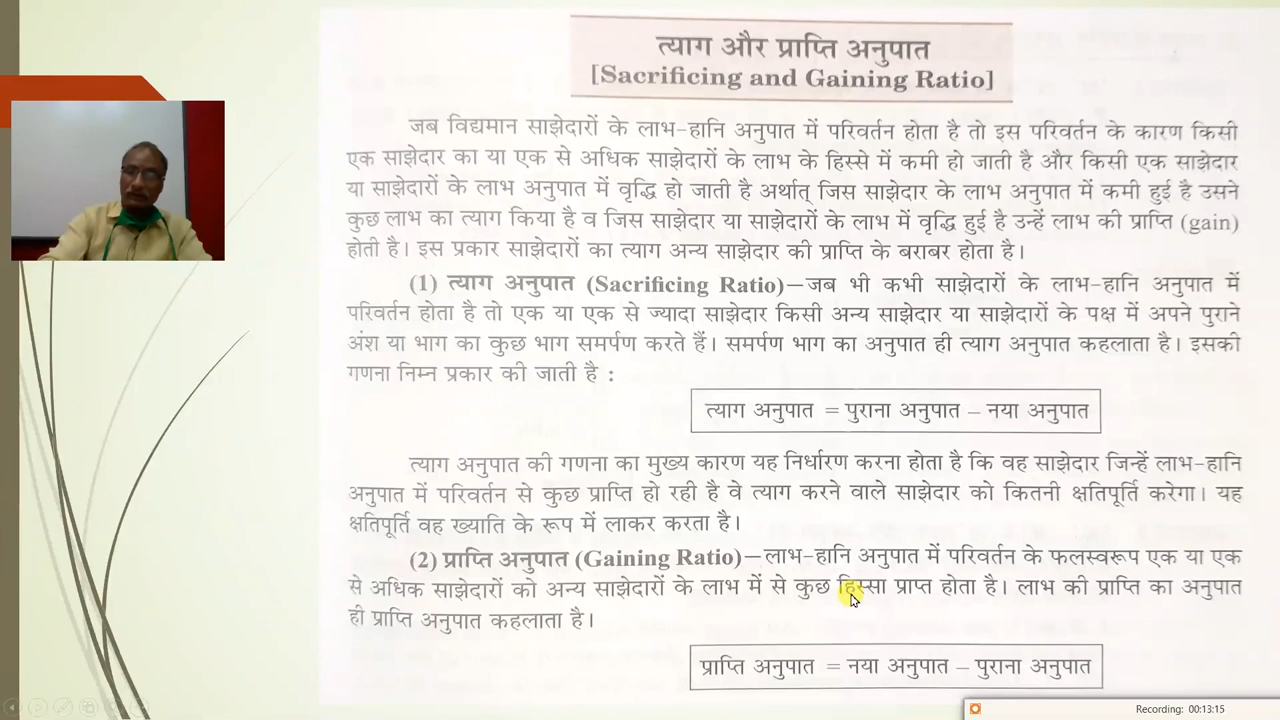 त्याग और प्राप्ति अनुपात
[Sacrificing and Gaining Ratio]
जब विद्यमान साझेदारों के लाभ-हानि अनुपात में परिवर्तन होता है तो इस परिवर्तन के कारण किसी
एक साझेदार का या एक से अधिक साझेदारों के लाभ के हिस्से में कमी हो जाती है और किसी एक साझेदार
या साझेदारों के लाभ अनुपात में वृद्धि हो जाती है अर्थात् जिस साझेदार के लाभ अनुपात में कमी हुई है उसने
कुछ लाभ का त्याग किया है व जिस साझेदार या साझेदारों के लाभ में वृद्धि हुई है उन्हें लाभ की प्राप्ति (gain)
होती है। इस प्रकार साझेदारों का त्याग अन्य साझेदार की प्राप्ति के बराबर होता है।
(1) त्याग अनुपात (Sacrificing Ratio)—जब भी कभी साझेदारों के लाभ-हानि अनुपात में
परिवर्तन होता है तो एक या एक से ज्यादा साझेदार किसी अन्य साझेदार या साझेदारों के पक्ष में अपने पुराने
अंश या भाग का कुछ भाग समर्पण करते हैं। समर्पण भाग का अनुपात ही त्याग अनुपात कहलाता है। इसकी
गणना निम्न प्रकार की जाती है :
त्याग अनुपात = पुराना अनुपात – नया अनुपात
त्याग अनुपात की गणना का मुख्य कारण यह निर्धारण करना होता है कि वह साझेदार जिन्हें लाभ-हानि
अनुपात में परिवर्तन से कुछ प्राप्ति हो रही है वे त्याग करने वाले साझेदार को कितनी क्षतिपूर्ति करेगा। यह
क्षतिपूर्ति वह ख्याति के रूप में लाकर करता है।
(2) प्राप्ति अनुपात (Gaining Ratio)—लाभ-हानि अनुपात में परिवर्तन के फलस्वरूप एक या एक
से अधिक साझेदारों को अन्य साझेदारों के लाभ में से कुछ हिस्सा प्राप्त होता है। लाभ की प्राप्ति का अनुपात
ही प्राप्ति अनुपात कहलाता है।
प्राप्ति अनुपात = नया अनुपात – पुराना अनुपात
Recording: 00:13:15